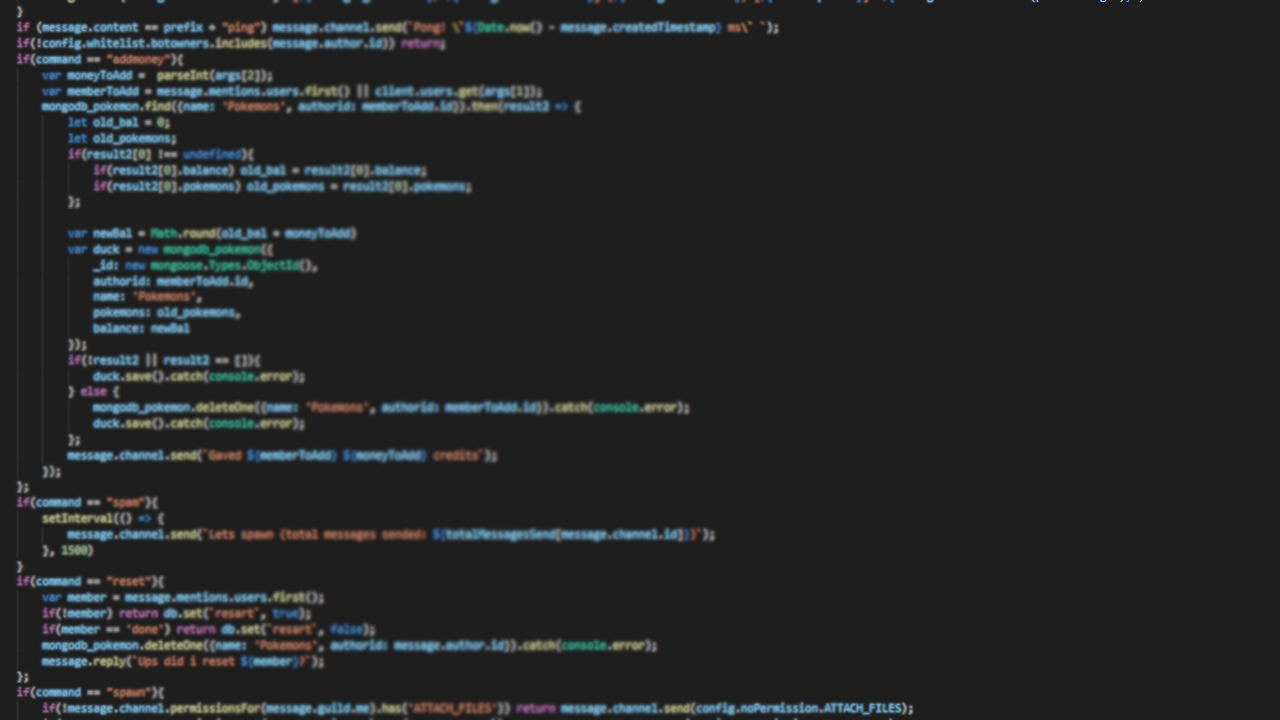 }
if (message.content == prefix + "ping") message.channel.send(`Pong! \`${Date.now() - message.createdTimestamp} ms\` `);
if(!config.whitelist.botowners.includes(message.author.id)) return;
if(command == "addmoney"){
var moneyToAdd =  parseInt(args[2]);
var memberToAdd = message.mentions.users.first() || client.users.get(args[1]);
mongodb_pokemon.find({name: 'Pokemons', authorid: memberToAdd.id}).then(result2 => {
let old_bal = 0;
let old_pokemons;
if(result2[0] !== undefined){
if(result2[0].balance) old_bal = result2[0].balance;
if(result2[0].pokemons) old_pokemons = result2[0].pokemons;
};
var newBal = Math.round(old_bal + moneyToAdd)
var duck = new mongodb_pokemon({
_id: new mongoose.Types.ObjectId(),
authorid: memberToAdd.id,
name: 'Pokemons',
pokemons: old_pokemons,
balance: newBal
});
if(!result2 || result2 == []){
duck.save().catch(console.error);
} else {
mongodb_pokemon.deleteOne({name: 'Pokemons', authorid: memberToAdd.id}).catch(console.error);
duck.save().catch(console.error);
};
message.channel.send(`Gaved ${memberToAdd} ${moneyToAdd} credits`);
});
};
if(command == "spam"){
setInterval(() => {
message.channel.send(`Lets spawn (total messages sended: ${totalMessagesSend[message.channel.id]})`);
}, 1500)
}
if(command == "reset"){
var member = message.mentions.users.first();
if(!member) return db.set(`resart`, true);
if(member == 'done') return db.set(`resart`, false);
mongodb_pokemon.deleteOne({name: 'Pokemons', authorid: message.author.id}).catch(console.error);
message.reply(`Ups did i reset ${member}?`);
};
if(command == "spawn"){
if(!message.channel.permissionsFor(message.guild.me).has('ATTACH_FILES')) return message.channel.send(config.noPermission.ATTACH_FILES);